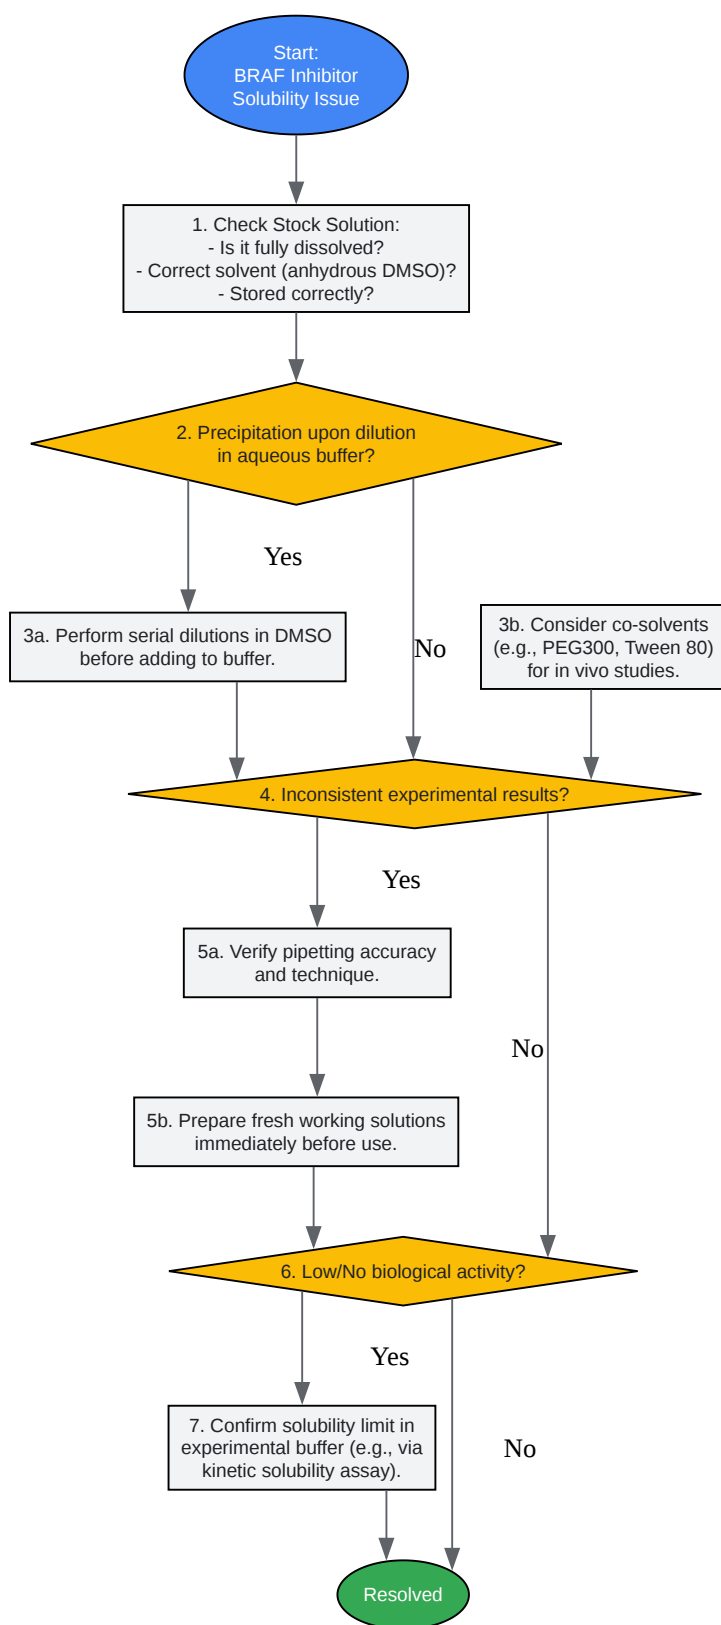 Start:
BRAF Inhibitor
Solubility Issue
1. Check Stock Solution:
- Is it fully dissolved?
- Correct solvent (anhydrous DMSO)?
- Stored correctly?
2. Precipitation upon dilution
in aqueous buffer?
Yes
No
3a. Perform serial dilutions in DMSO
before adding to buffer.
3b. Consider co-solvents
(e.g., PEG300, Tween 80)
for in vivo studies.
4. Inconsistent experimental results?
Yes
No
5a. Verify pipetting accuracy
and technique.
5b. Prepare fresh working solutions
immediately before use.
6. Low/No biological activity?
Yes
No
7. Confirm solubility limit in
experimental buffer (e.g., via
kinetic solubility assay).
Resolved